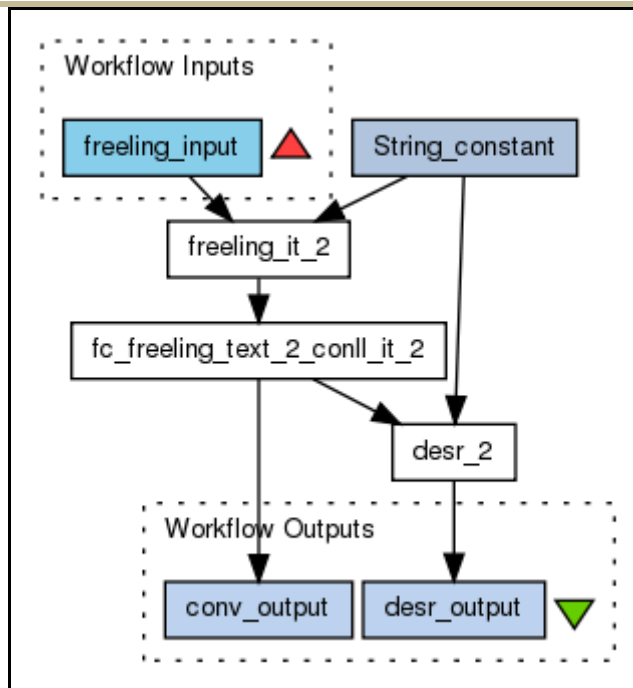 Workflow Inputs
freeling_input
String_constant
freeling_it_2
fc_freeling_text_2_conll_it_2
desr_2
Workflow Outputs
conv_output
desr_output